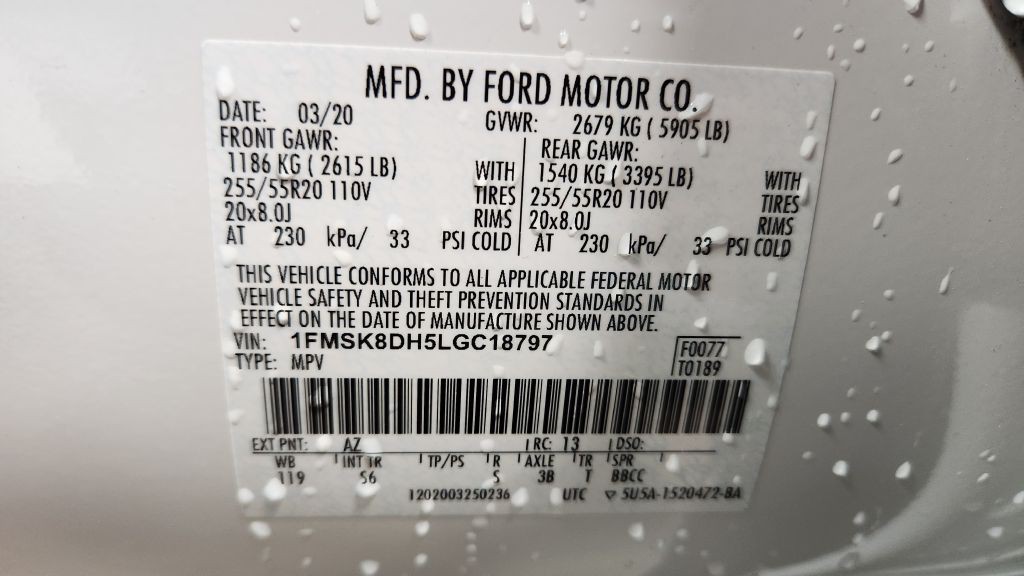 MFD. BY FORD MOTOR CO.
DATE: 03/20 GVWR: 2679 KG ( 5905 LB)
FRONT GAWR: REAR GAWR:
1186 KG ( 2615 LB) WITH 1540 KG ( 3395 LB) WITH
255/55R20 110V TIRES 255/55R20 110V TIRES
20x8.0J RIMS 20x8.0J RIMS
AT 230 kPa/ 33 PSI COLD AT 230 kPa/ 33 PSI COLD
THIS VEHICLE CONFORMS TO ALL APPLICABLE FEDERAL MOTOR
VEHICLE SAFETY AND THEFT PREVENTION STANDARDS IN
EFFECT ON THE DATE OF MANUFACTURE SHOWN ABOVE.
VIN: 1FMSK8DH5LGC18797 F0077
TYPE: MPV T0189
EXT PNT: AZ RC: 13 DSO:
WB INT TR TP/PS R AXLE TR SPR
119 S6 S 3B T BBCC
1202003250236 UTC ▽ 5U5A-1520472-BA